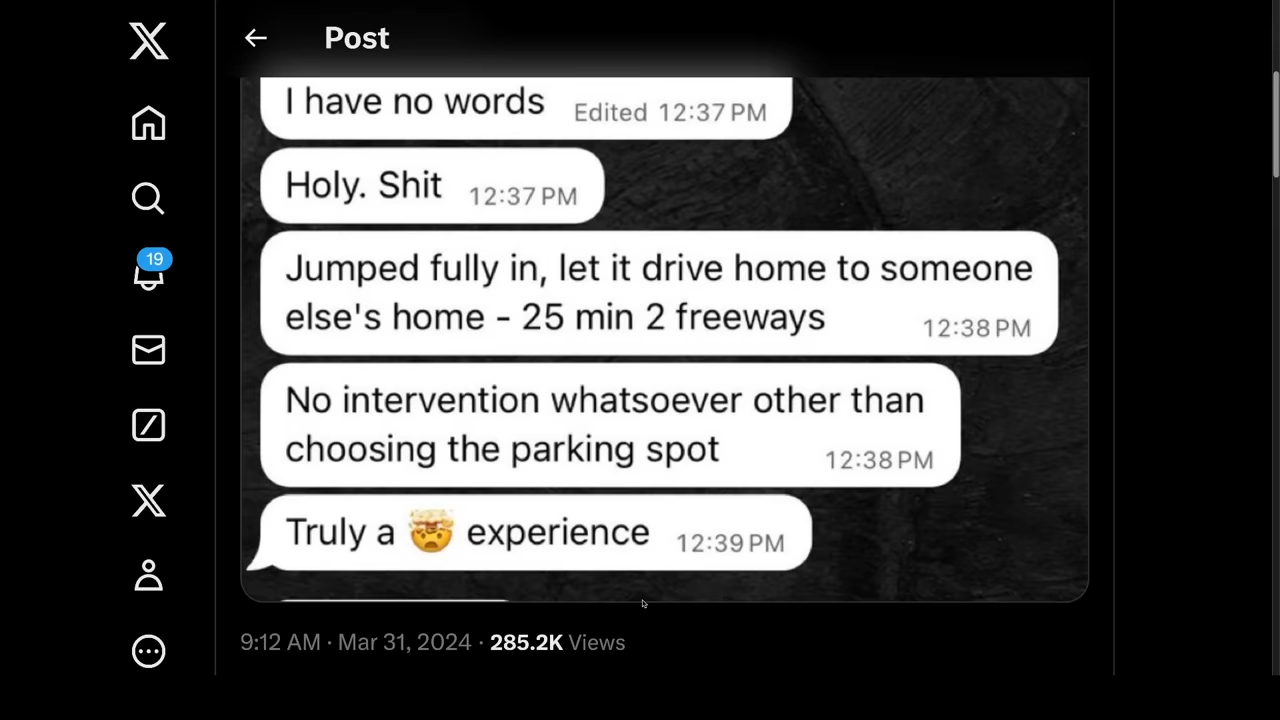 Post
I have no words Edited 12:37 PM
Holy. Shit 12:37 PM
19
Jumped fully in, let it drive home to someone
else's home - 25 min 2 freeways 12:38 PM
No intervention whatsoever other than
choosing the parking spot 12:38 PM
Truly a 🤯 experience 12:39 PM
9:12 AM · Mar 31, 2024 · 285.2K Views